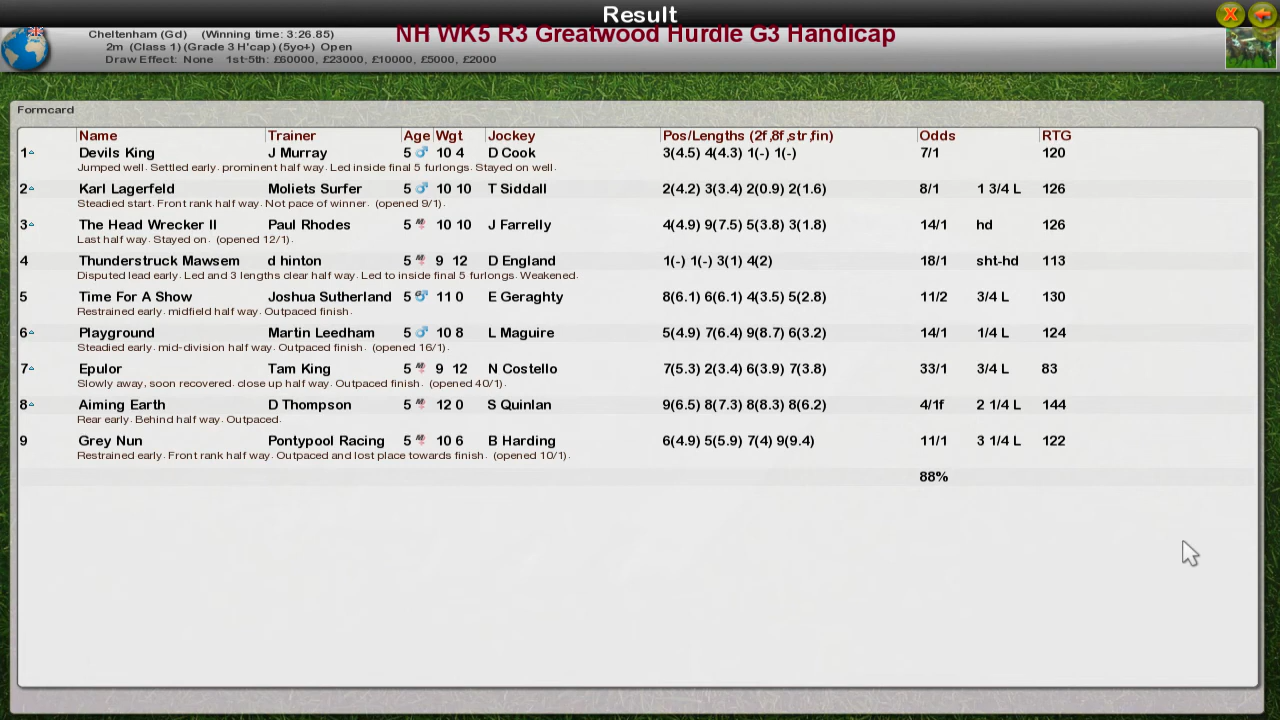 Result
NH WK5 R3 Greatwood Hurdle G3 Handicap
Cheltenham (Gd) (Winning time: 3:26.85)
2m (Class 1) (Grade 3 H'cap) (5yo+) Open
Draw Effect: None 1st-5th: £60000, £23000, £10000, £5000, £2000
Formcard
Name Trainer Age Wgt Jockey Pos/Lengths (2f,8f,str,fin) Odds RTG
1 Devils King J Murray 5 10 4 D Cook 3(4.5) 4(4.3) 1(-) 1(-) 7/1 120
Jumped well. Settled early. prominent half way. Led inside final 5 furlongs. Stayed on well.
2 Karl Lagerfeld Moliets Surfer 5 10 10 T Siddall 2(4.2) 3(3.4) 2(0.9) 2(1.6) 8/1 1 3/4 L 126
Steadied start. Front rank half way. Not pace of winner. (opened 9/1).
3 The Head Wrecker II Paul Rhodes 5 10 10 J Farrelly 4(4.9) 9(7.5) 5(3.8) 3(1.8) 14/1 hd 126
Last half way. Stayed on. (opened 12/1).
4 Thunderstruck Mawsem d hinton 5 9 12 D England 1(-) 1(-) 3(1) 4(2) 18/1 sht-hd 113
Disputed lead early. Led and 3 lengths clear half way. Led to inside final 5 furlongs. Weakened.
5 Time For A Show Joshua Sutherland 5 11 0 E Geraghty 8(6.1) 6(6.1) 4(3.5) 5(2.8) 11/2 3/4 L 130
Restrained early. midfield half way. Outpaced finish.
6 Playground Martin Leedham 5 10 8 L Maguire 5(4.9) 7(6.4) 9(8.7) 6(3.2) 14/1 1/4 L 124
Steadied early. mid-division half way. Outpaced finish. (opened 16/1).
7 Epulor Tam King 5 9 12 N Costello 7(5.3) 2(3.4) 6(3.9) 7(3.8) 33/1 3/4 L 83
Slowly away, soon recovered. close up half way. Outpaced finish. (opened 40/1).
8 Aiming Earth D Thompson 5 12 0 S Quinlan 9(6.5) 8(7.3) 8(8.3) 8(6.2) 4/1f 2 1/4 L 144
Rear early. Behind half way. Outpaced.
9 Grey Nun Pontypool Racing 5 10 6 B Harding 6(4.9) 5(5.9) 7(4) 9(9.4) 11/1 3 1/4 L 122
Restrained early. Front rank half way. Outpaced and lost place towards finish. (opened 10/1).
88%